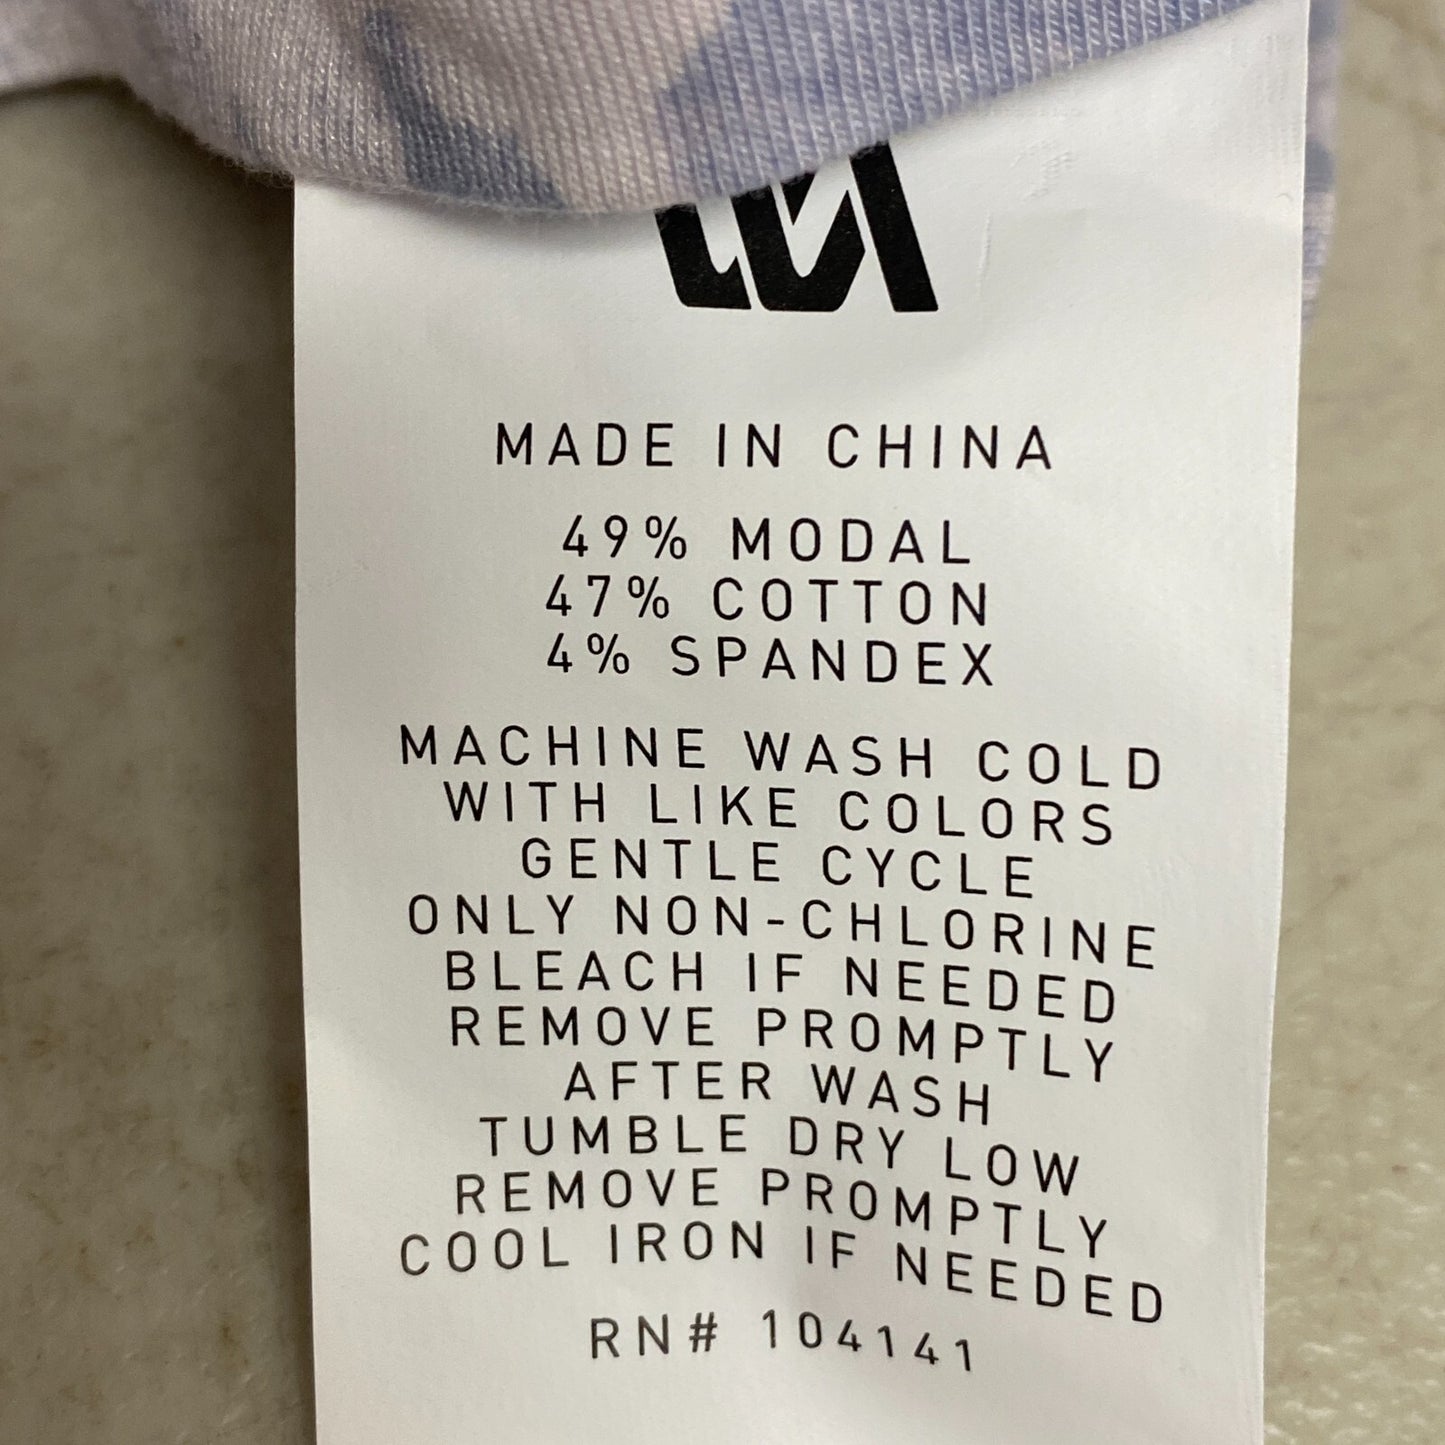 MADE IN CHINA
49% MODAL
47% COTTON
4% SPANDEX
MACHINE WASH COLD
WITH LIKE COLORS
GENTLE CYCLE
ONLY NON-CHLORINE
BLEACH IF NEEDED
REMOVE PROMPTLY
AFTER WASH
TUMBLE DRY LOW
REMOVE PROMPTLY
COOL IRON IF NEEDED
RN# 104141